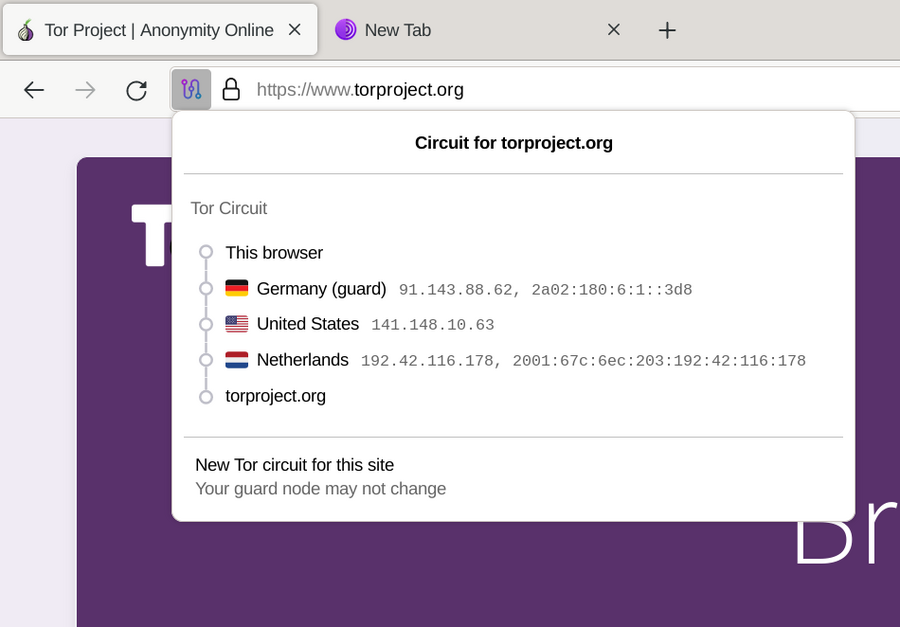 Tor Project | Anonymity Online
New Tab
https://www.torproject.org
Circuit for torproject.org
Tor Circuit
This browser
Germany (guard) 91.143.88.62, 2a02:180:6:1::3d8
United States 141.148.10.63
Netherlands 192.42.116.178, 2001:67c:6ec:203:192:42:116:178
torproject.org
New Tor circuit for this site
Your guard node may not change
T
Br